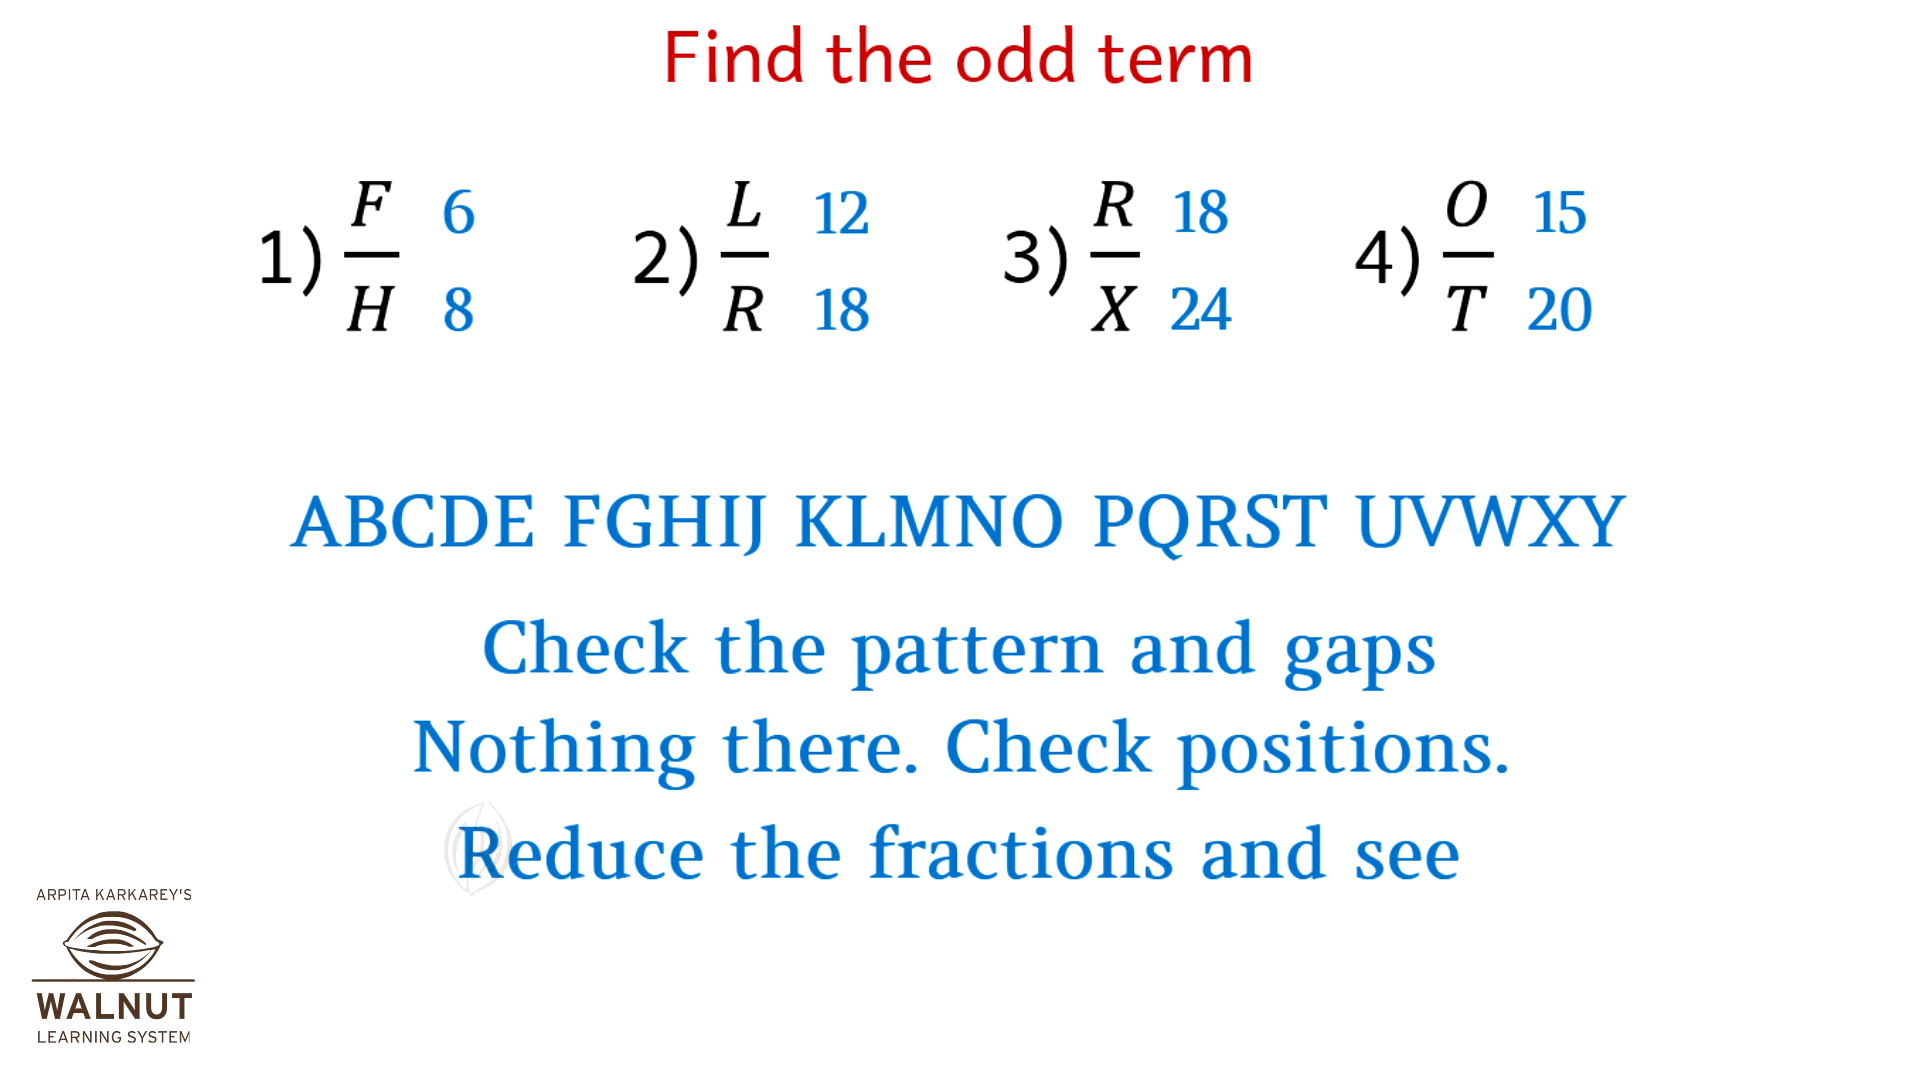 Find the odd term
1) F/H 6/8 2) L/R 12/18 3) R/X 18/24 4) O/T 15/20
ABCDE FGHIJ KLMNO PQRST UVWXY
Check the pattern and gaps
Nothing there. Check positions.
Reduce the fractions and see
ARPITA KARKAREY'S
WALNUT
LEARNING SYSTEM